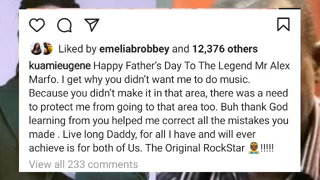 Liked by emeliabrobbey and 12,376 others
kuamieugene Happy Father's Day To The Legend Mr Alex
Marfo. I get why you didn't want me to do music.
Because you didn't make it in that area, there was a need
to protect me from going to that area too. Buh thank God
learning from you helped me correct all the mistakes you
made . Live long Daddy, for all I have and will ever
achieve is for both of Us. The Original RockStar 👨🏾‍🎓!!!!!
View all 233 comments